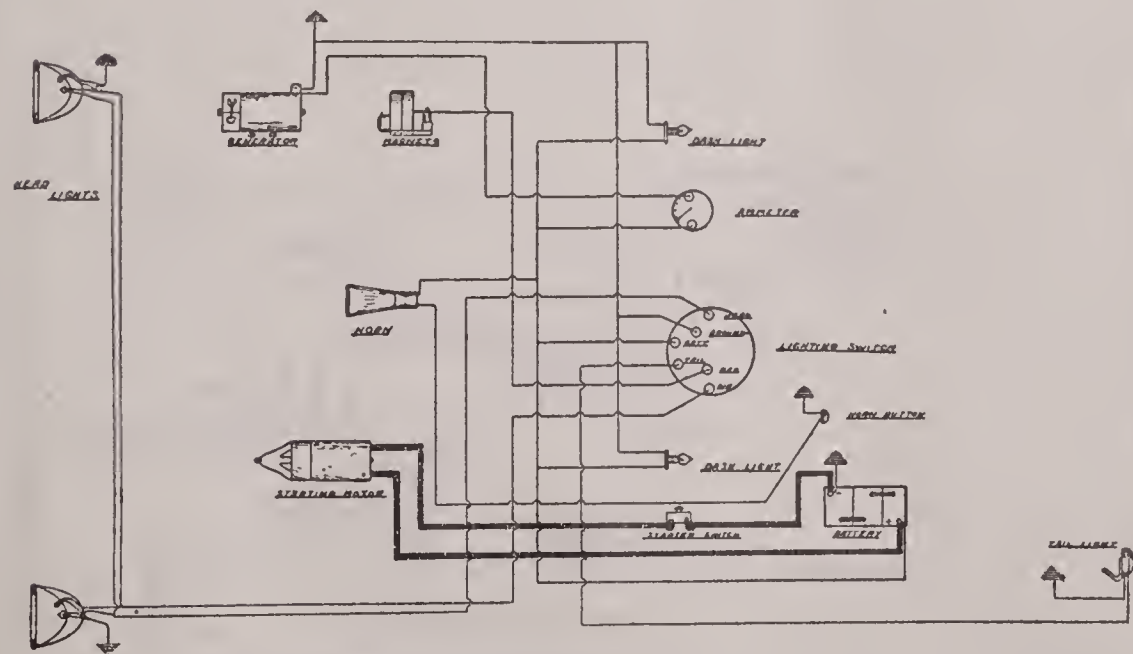 GENERATOR
MAGNETO
DASH LIGHT
HEAD
LIGHTS
AMMETER
HORN
GROUND
BATT.
TAIL
MAG
LIGHTING SWITCH
HORN BUTTON
DASH LIGHT
STARTING MOTOR
STARTER SWITCH
BATTERY
TAIL LIGHT